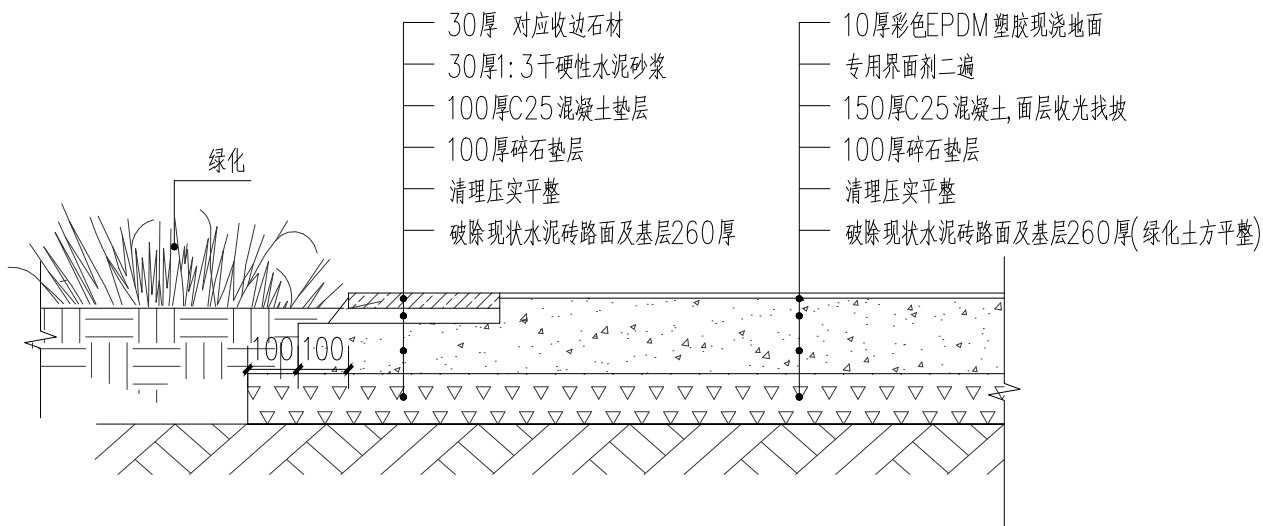 30厚 对应收边石材
30厚1:3干硬性水泥砂浆
100厚C25混凝土垫层
100厚碎石垫层
清理压实平整
破除现状水泥砖路面及基层260厚
10厚彩色EPDM塑胶现浇地面
专用界面剂二遍
150厚C25混凝土,面层收光找坡
100厚碎石垫层
清理压实平整
破除现状水泥砖路面及基层260厚(绿化土方平整)
绿化
100 100